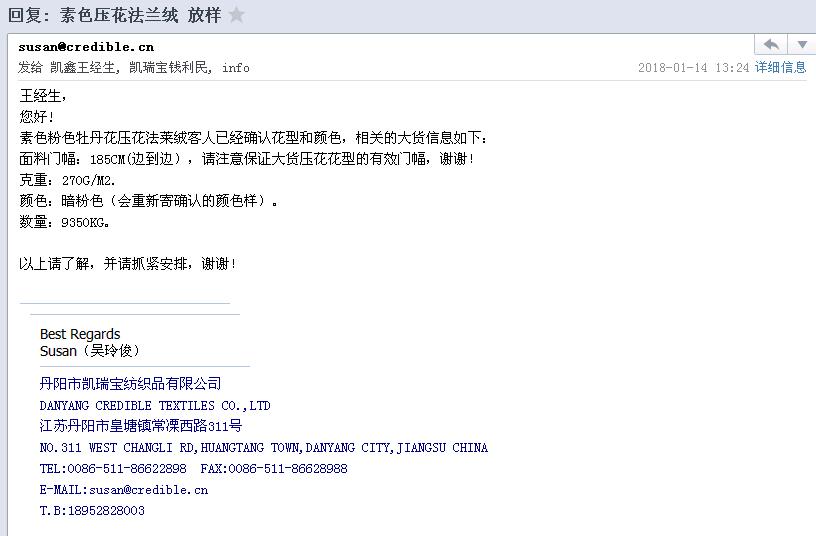 回复: 素色压花法兰绒 放样
susan@credible.cn
发给 凯鑫王经生, 凯瑞宝钱利民, info
2018-01-14 13:24 详细信息
王经生,
您好!
素色粉色牡丹花压花法莱绒客人已经确认花型和颜色, 相关的大货信息如下:
面料门幅: 185CM(边到边) , 请注意保证大货压花花型的有效门幅, 谢谢!
克重: 270G/M2.
颜色: 暗粉色 (会重新寄确认的颜色样) 。
数量: 9350KG。
以上请了解, 并请抓紧安排, 谢谢!
Best Regards
Susan (吴玲俊)
丹阳市凯瑞宝纺织品有限公司
DANYANG CREDIBLE TEXTILES CO.,LTD
江苏丹阳市皇塘镇常溧西路311号
NO.311 WEST CHANGLI RD,HUANGTANG TOWN,DANYANG CITY,JIANGSU CHINA
TEL:0086-511-86622898 FAX:0086-511-86628988
E-MAIL:susan@credible.cn
T.B:18952828003